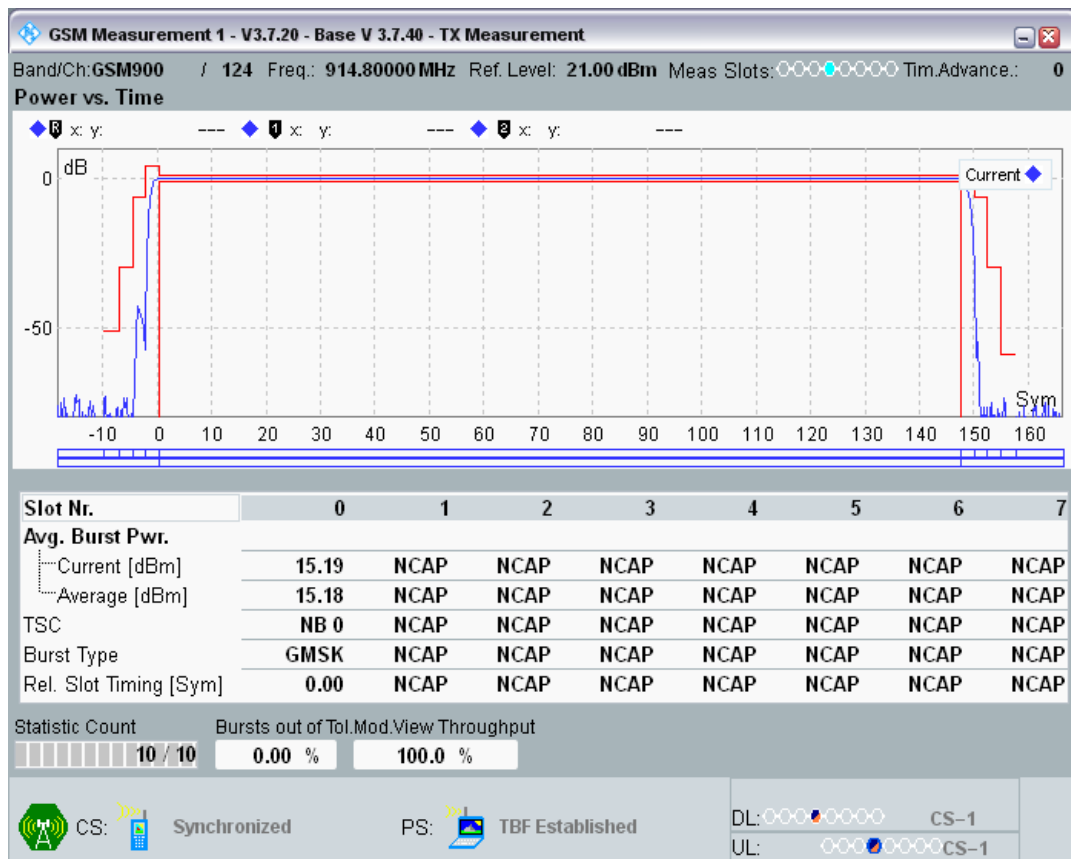 GSM Measurement 1 - V3.7.20 - Base V 3.7.40 - TX Measurement
Band/Ch:GSM900 / 124 Freq.: 914.80000 MHz Ref. Level: 21.00 dBm Meas Slots: Tim.Advance.: 0
Power vs. Time
R x: y: --- 1 x: y: --- 2 x: y: ---
dB
Current
0
-50
Sym
-10 0 10 20 30 40 50 60 70 80 90 100 110 120 130 140 150 160
Slot Nr. 0 1 2 3 4 5 6 7
Avg. Burst Pwr.
Current [dBm] 15.19 NCAP NCAP NCAP NCAP NCAP NCAP NCAP
Average [dBm] 15.18 NCAP NCAP NCAP NCAP NCAP NCAP NCAP
TSC NB 0 NCAP NCAP NCAP NCAP NCAP NCAP NCAP
Burst Type GMSK NCAP NCAP NCAP NCAP NCAP NCAP NCAP
Rel. Slot Timing [Sym] 0.00 NCAP NCAP NCAP NCAP NCAP NCAP NCAP
Statistic Count Bursts out of Tol.Mod.View Throughput
10 / 10 0.00 % 100.0 %
CS: Synchronized PS: TBF Established
DL: CS-1
UL: CS-1